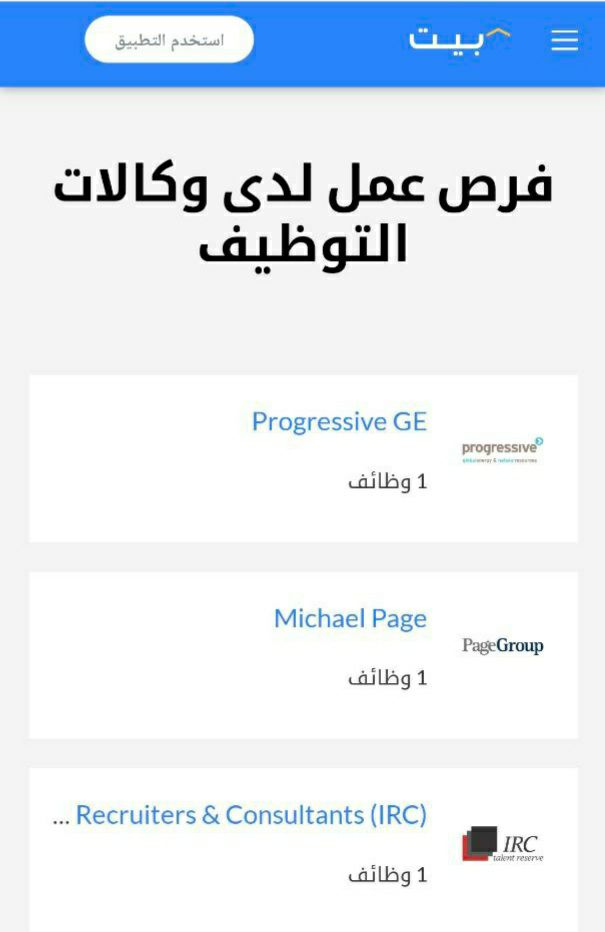 بيت
استخدم التطبيق
فرص عمل لدى وكالات
التوظيف
progressive
Progressive GE
1 وظائف
PageGroup
Michael Page
1 وظائف
IRC
talent reserve
Recruiters & Consultants (IRC) ...
1 وظائف